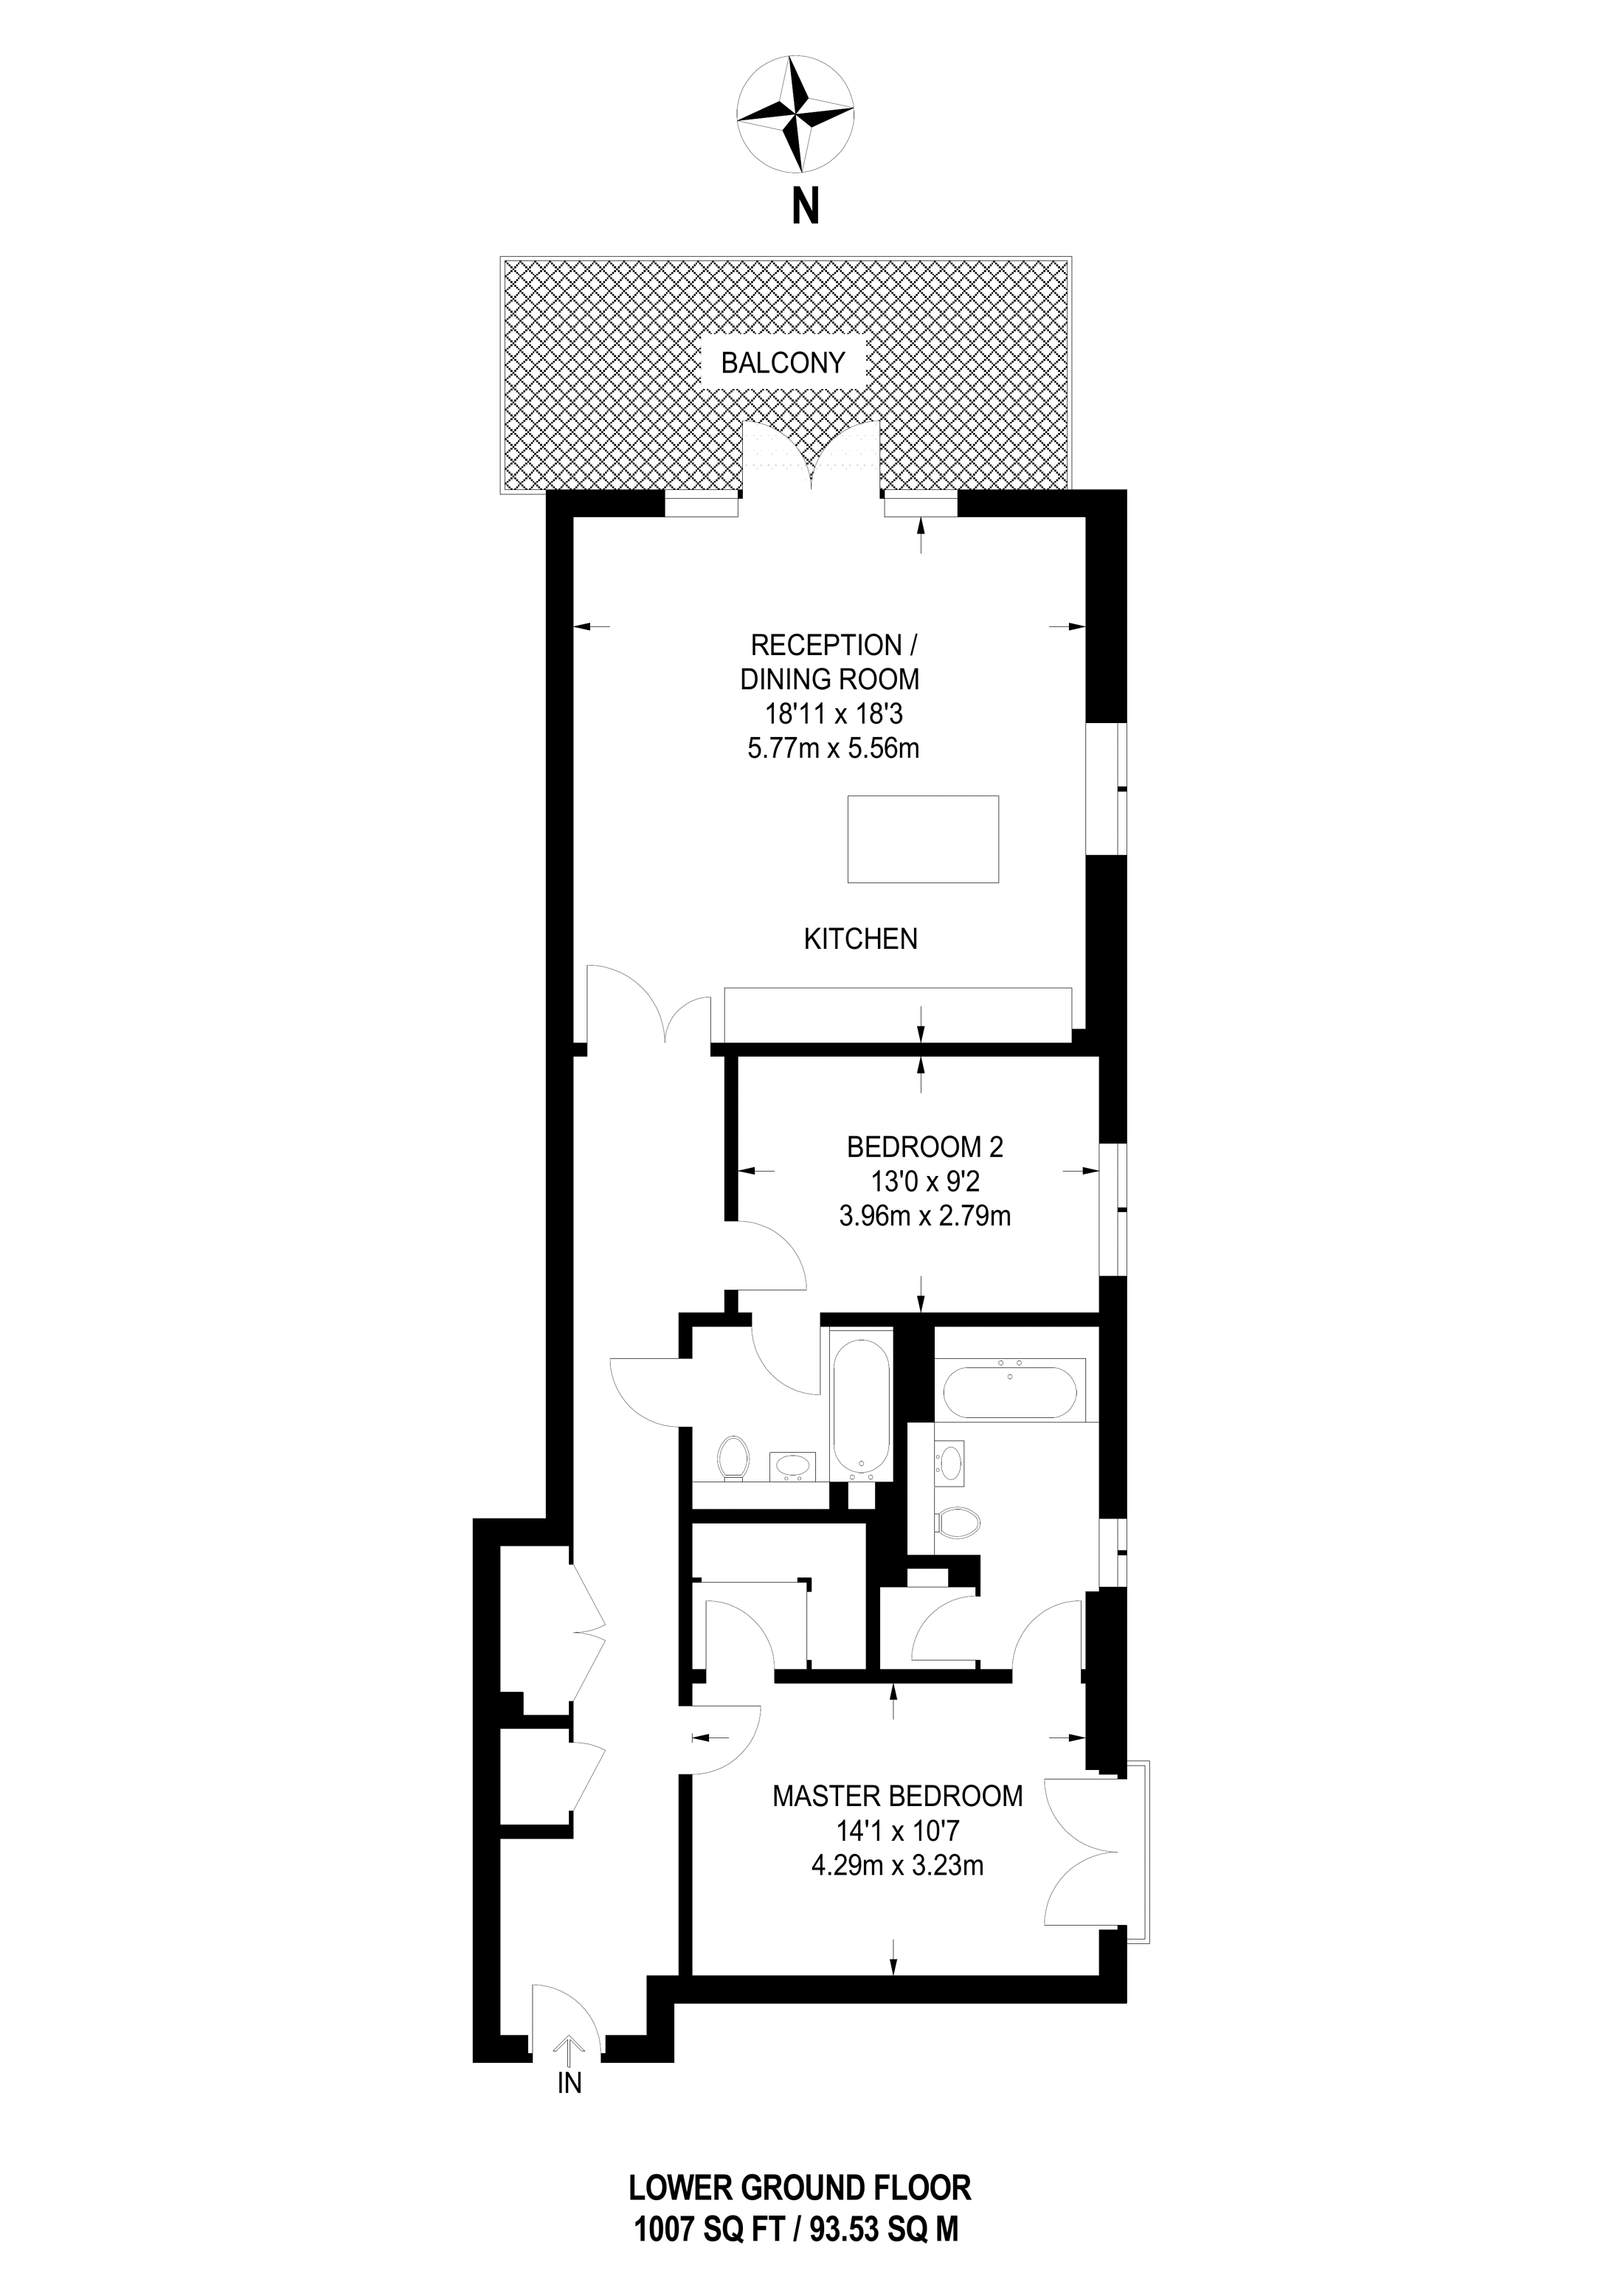 N
BALCONY
RECEPTION /
DINING ROOM
18'11 x 18'3
5.77m x 5.56m
KITCHEN
BEDROOM 2
13'0 x 9'2
3.96m x 2.79m
MASTER BEDROOM
14'1 x 10'7
4.29m x 3.23m
IN
LOWER GROUND FLOOR
1007 SQ FT / 93.53 SQ M